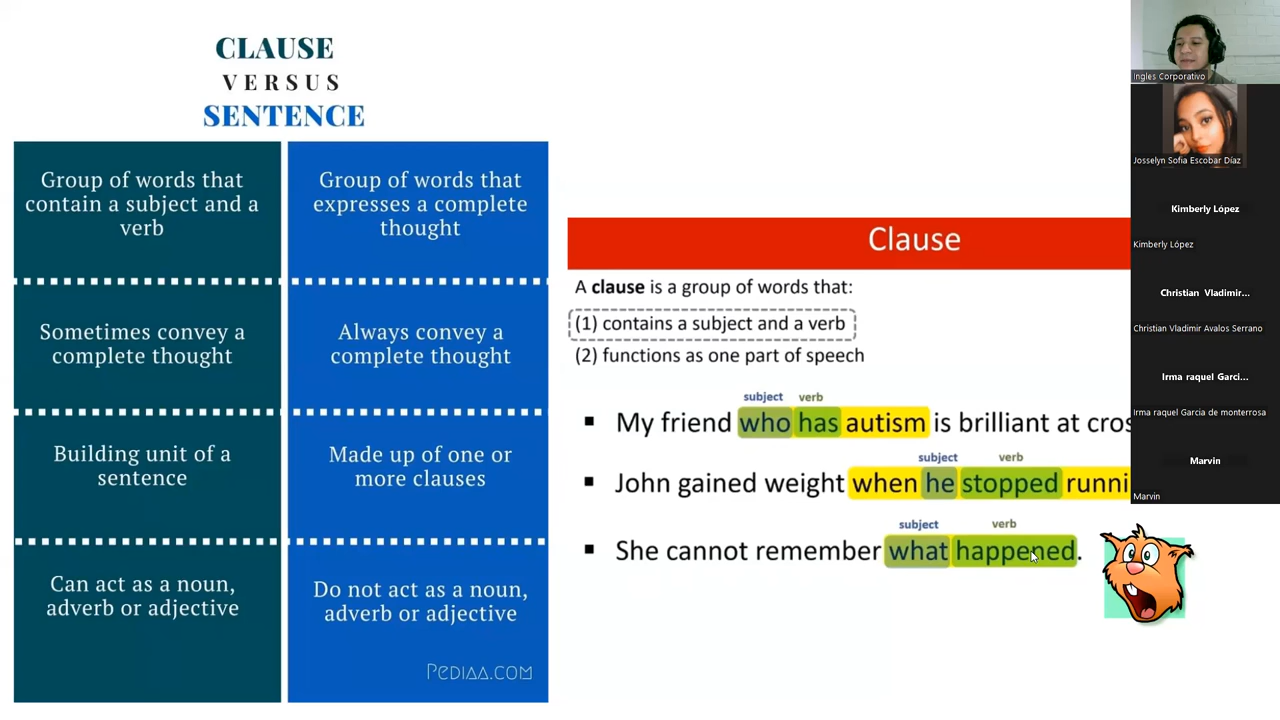 CLAUSE
VERSUS
SENTENCE
Group of words that
contain a subject and a
verb
Group of words that
expresses a complete
thought
Sometimes convey a
complete thought
Always convey a
complete thought
Building unit of a
sentence
Made up of one or
more clauses
Can act as a noun,
adverb or adjective
Do not act as a noun,
adverb or adjective
PEDIAA.COM
Clause
A clause is a group of words that:
(1) contains a subject and a verb
(2) functions as one part of speech
subject verb
▪ My friend who has autism is brilliant at cros
subject verb
▪ John gained weight when he stopped runni
subject verb
▪ She cannot remember what happened.
Ingles Corporativo
Josselyn Sofia Escobar Díaz
Kimberly López
Kimberly López
Christian Vladimir...
Christian Vladimir Avalos Serrano
Irma raquel Garci...
Irma raquel Garcia de monterrosa
Marvin
Marvin